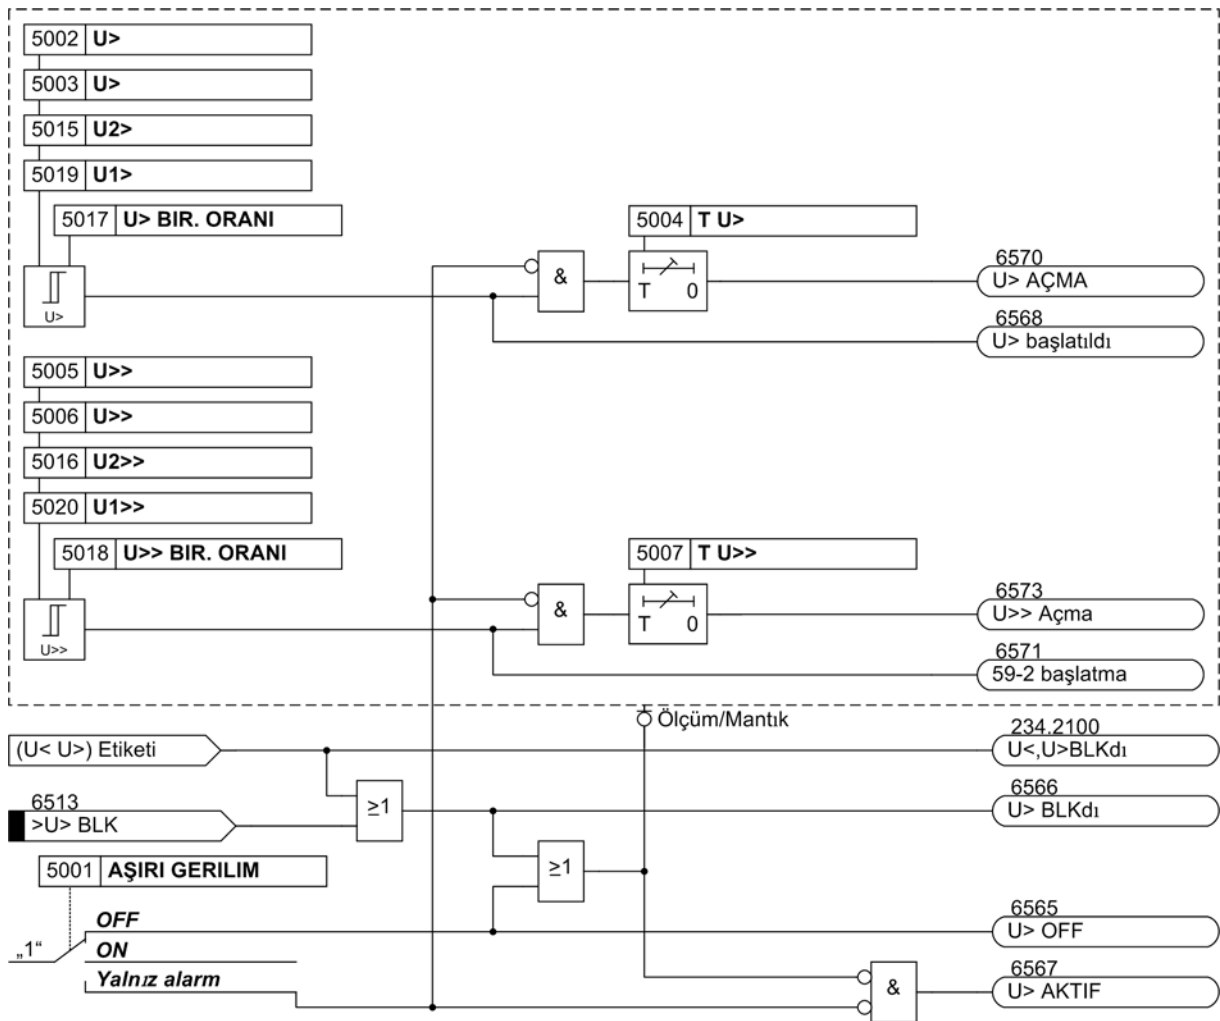 5002 U>
5003 U>
5015 U2>
5019 U1>
5017 U> BIR. ORANI
5004 T U>
U>
&
T 0
6570
U> AÇMA
6568
U> başlatıldı
5005 U>>
5006 U>>
5016 U2>>
5020 U1>>
5018 U>> BIR. ORANI
5007 T U>>
U>>
&
T 0
6573
U>> Açma
6571
59-2 başlatma
Ölçüm/Mantık
(U< U>) Etiketi
234.2100
U<,U>BLKdı
6513
>U> BLK
≥1
6566
U> BLKdı
5001 AŞIRI GERILIM
≥1
OFF
6565
U> OFF
„1“
ON
Yalnız alarm
&
6567
U> AKTIF